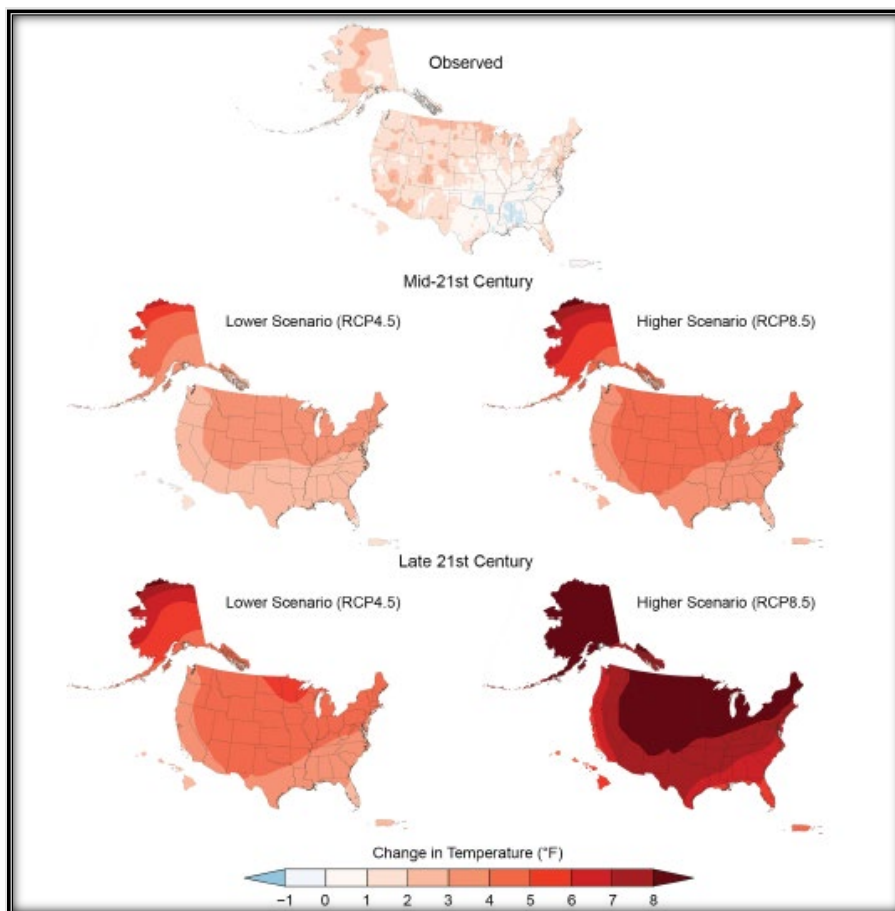 Observed
Mid-21st Century
Lower Scenario (RCP4.5)
Higher Scenario (RCP8.5)
Late 21st Century
Lower Scenario (RCP4.5)
Higher Scenario (RCP8.5)
Change in Temperature (°F)
−1 0 1 2 3 4 5 6 7 8